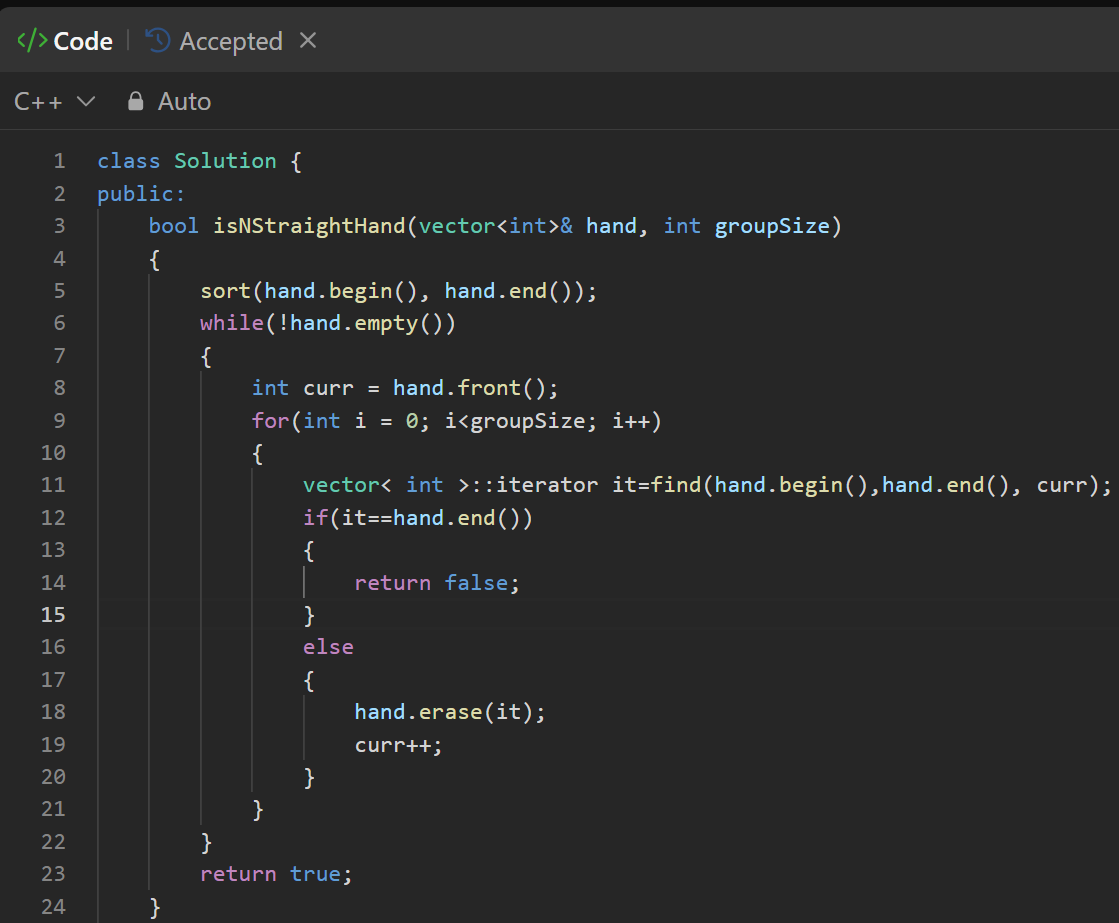 </> Code | Accepted ×
C++ Auto
1 class Solution {
2 public:
3     bool isNStraightHand(vector<int>& hand, int groupSize)
4     {
5         sort(hand.begin(), hand.end());
6         while(!hand.empty())
7         {
8             int curr = hand.front();
9             for(int i = 0; i<groupSize; i++)
10             {
11                 vector< int >::iterator it=find(hand.begin(),hand.end(), curr);
12                 if(it==hand.end())
13                 {
14                     return false;
15                 }
16                 else
17                 {
18                     hand.erase(it);
19                     curr++;
20                 }
21             }
22         }
23         return true;
24     }